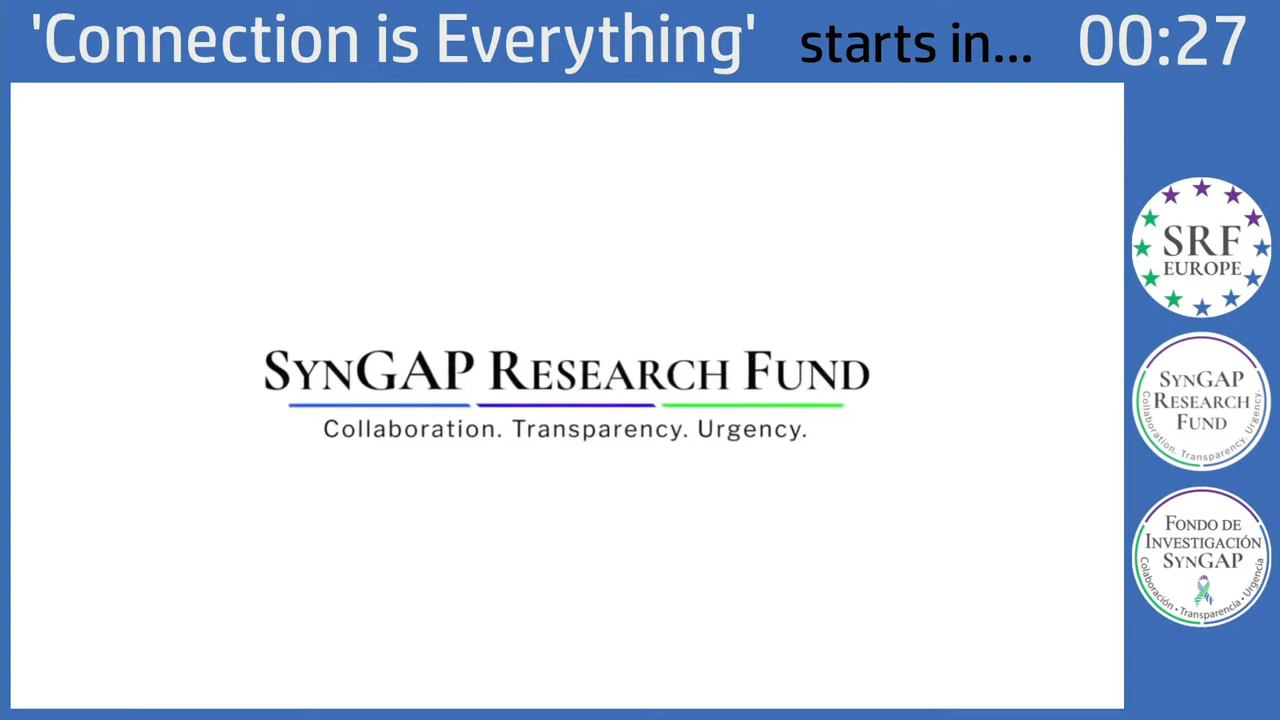 'Connection is Everything' starts in... 00:27
SYNGAP RESEARCH FUND
Collaboration. Transparency. Urgency.
SRF
EUROPE
SYNGAP
RESEARCH
FUND
Collaboration. Transparency. Urgency.
FONDO DE
INVESTIGACIÓN
SYNGAP
Colaboración • Transparencia • Urgencia